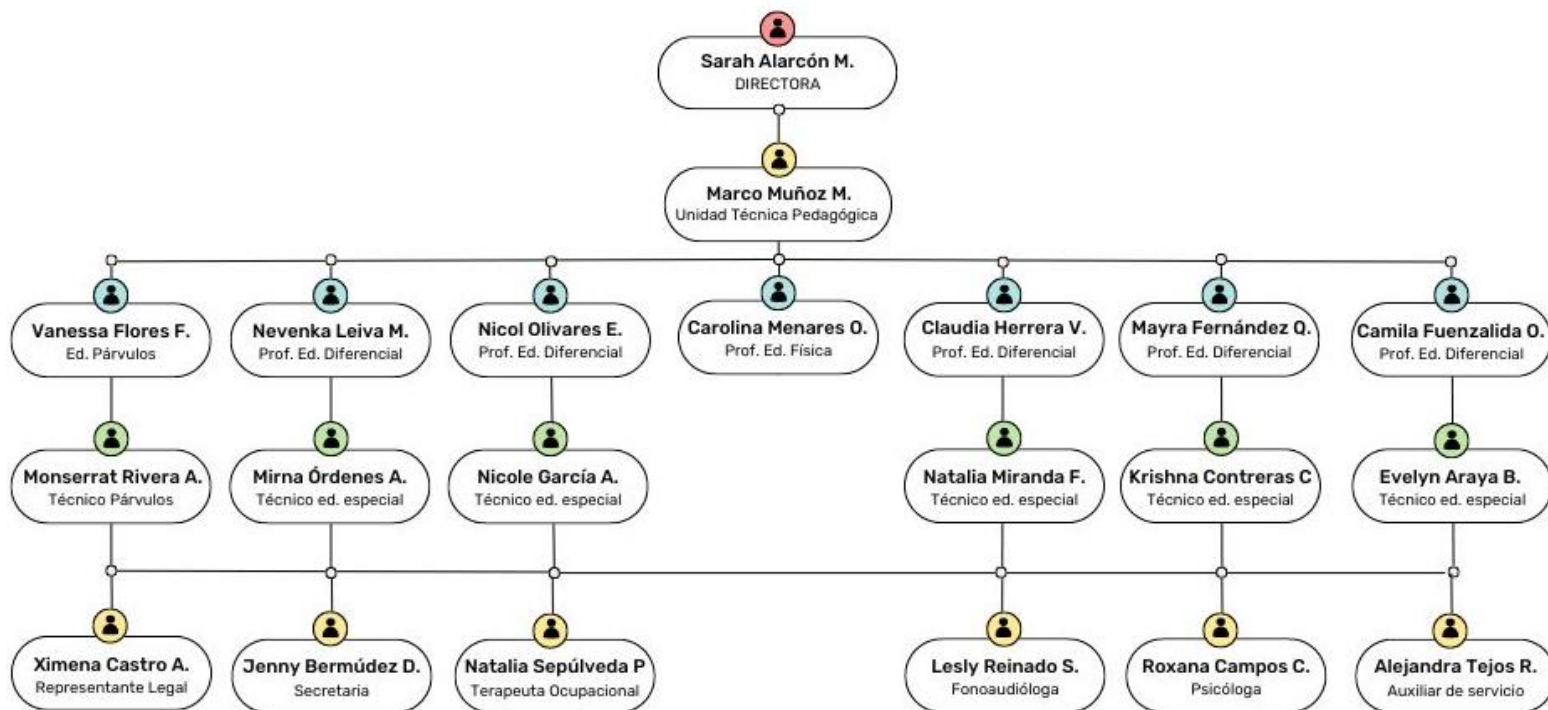 Sarah Alarcón M.
DIRECTORA
Marco Muñoz M.
Unidad Técnica Pedagógica
Vanessa Flores F.
Ed. Párvulos
Nevenka Leiva M.
Prof. Ed. Diferencial
Nicol Olivares E.
Prof. Ed. Diferencial
Carolina Menares O.
Prof. Ed. Física
Claudia Herrera V.
Prof. Ed. Diferencial
Mayra Fernández Q.
Prof. Ed. Diferencial
Camila Fuenzalida O.
Prof. Ed. Diferencial
Monserrat Rivera A.
Técnico Párvulos
Mirna Órdenes A.
Técnico ed. especial
Nicole García A.
Técnico ed. especial
Natalia Miranda F.
Técnico ed. especial
Krishna Contreras C
Técnico ed. especial
Evelyn Araya B.
Técnico ed. especial
Ximena Castro A.
Representante Legal
Jenny Bermúdez D.
Secretaria
Natalia Sepúlveda P
Terapeuta Ocupacional
Lesly Reinado S.
Fonoaudióloga
Roxana Campos C.
Psicóloga
Alejandra Tejos R.
Auxiliar de servicio